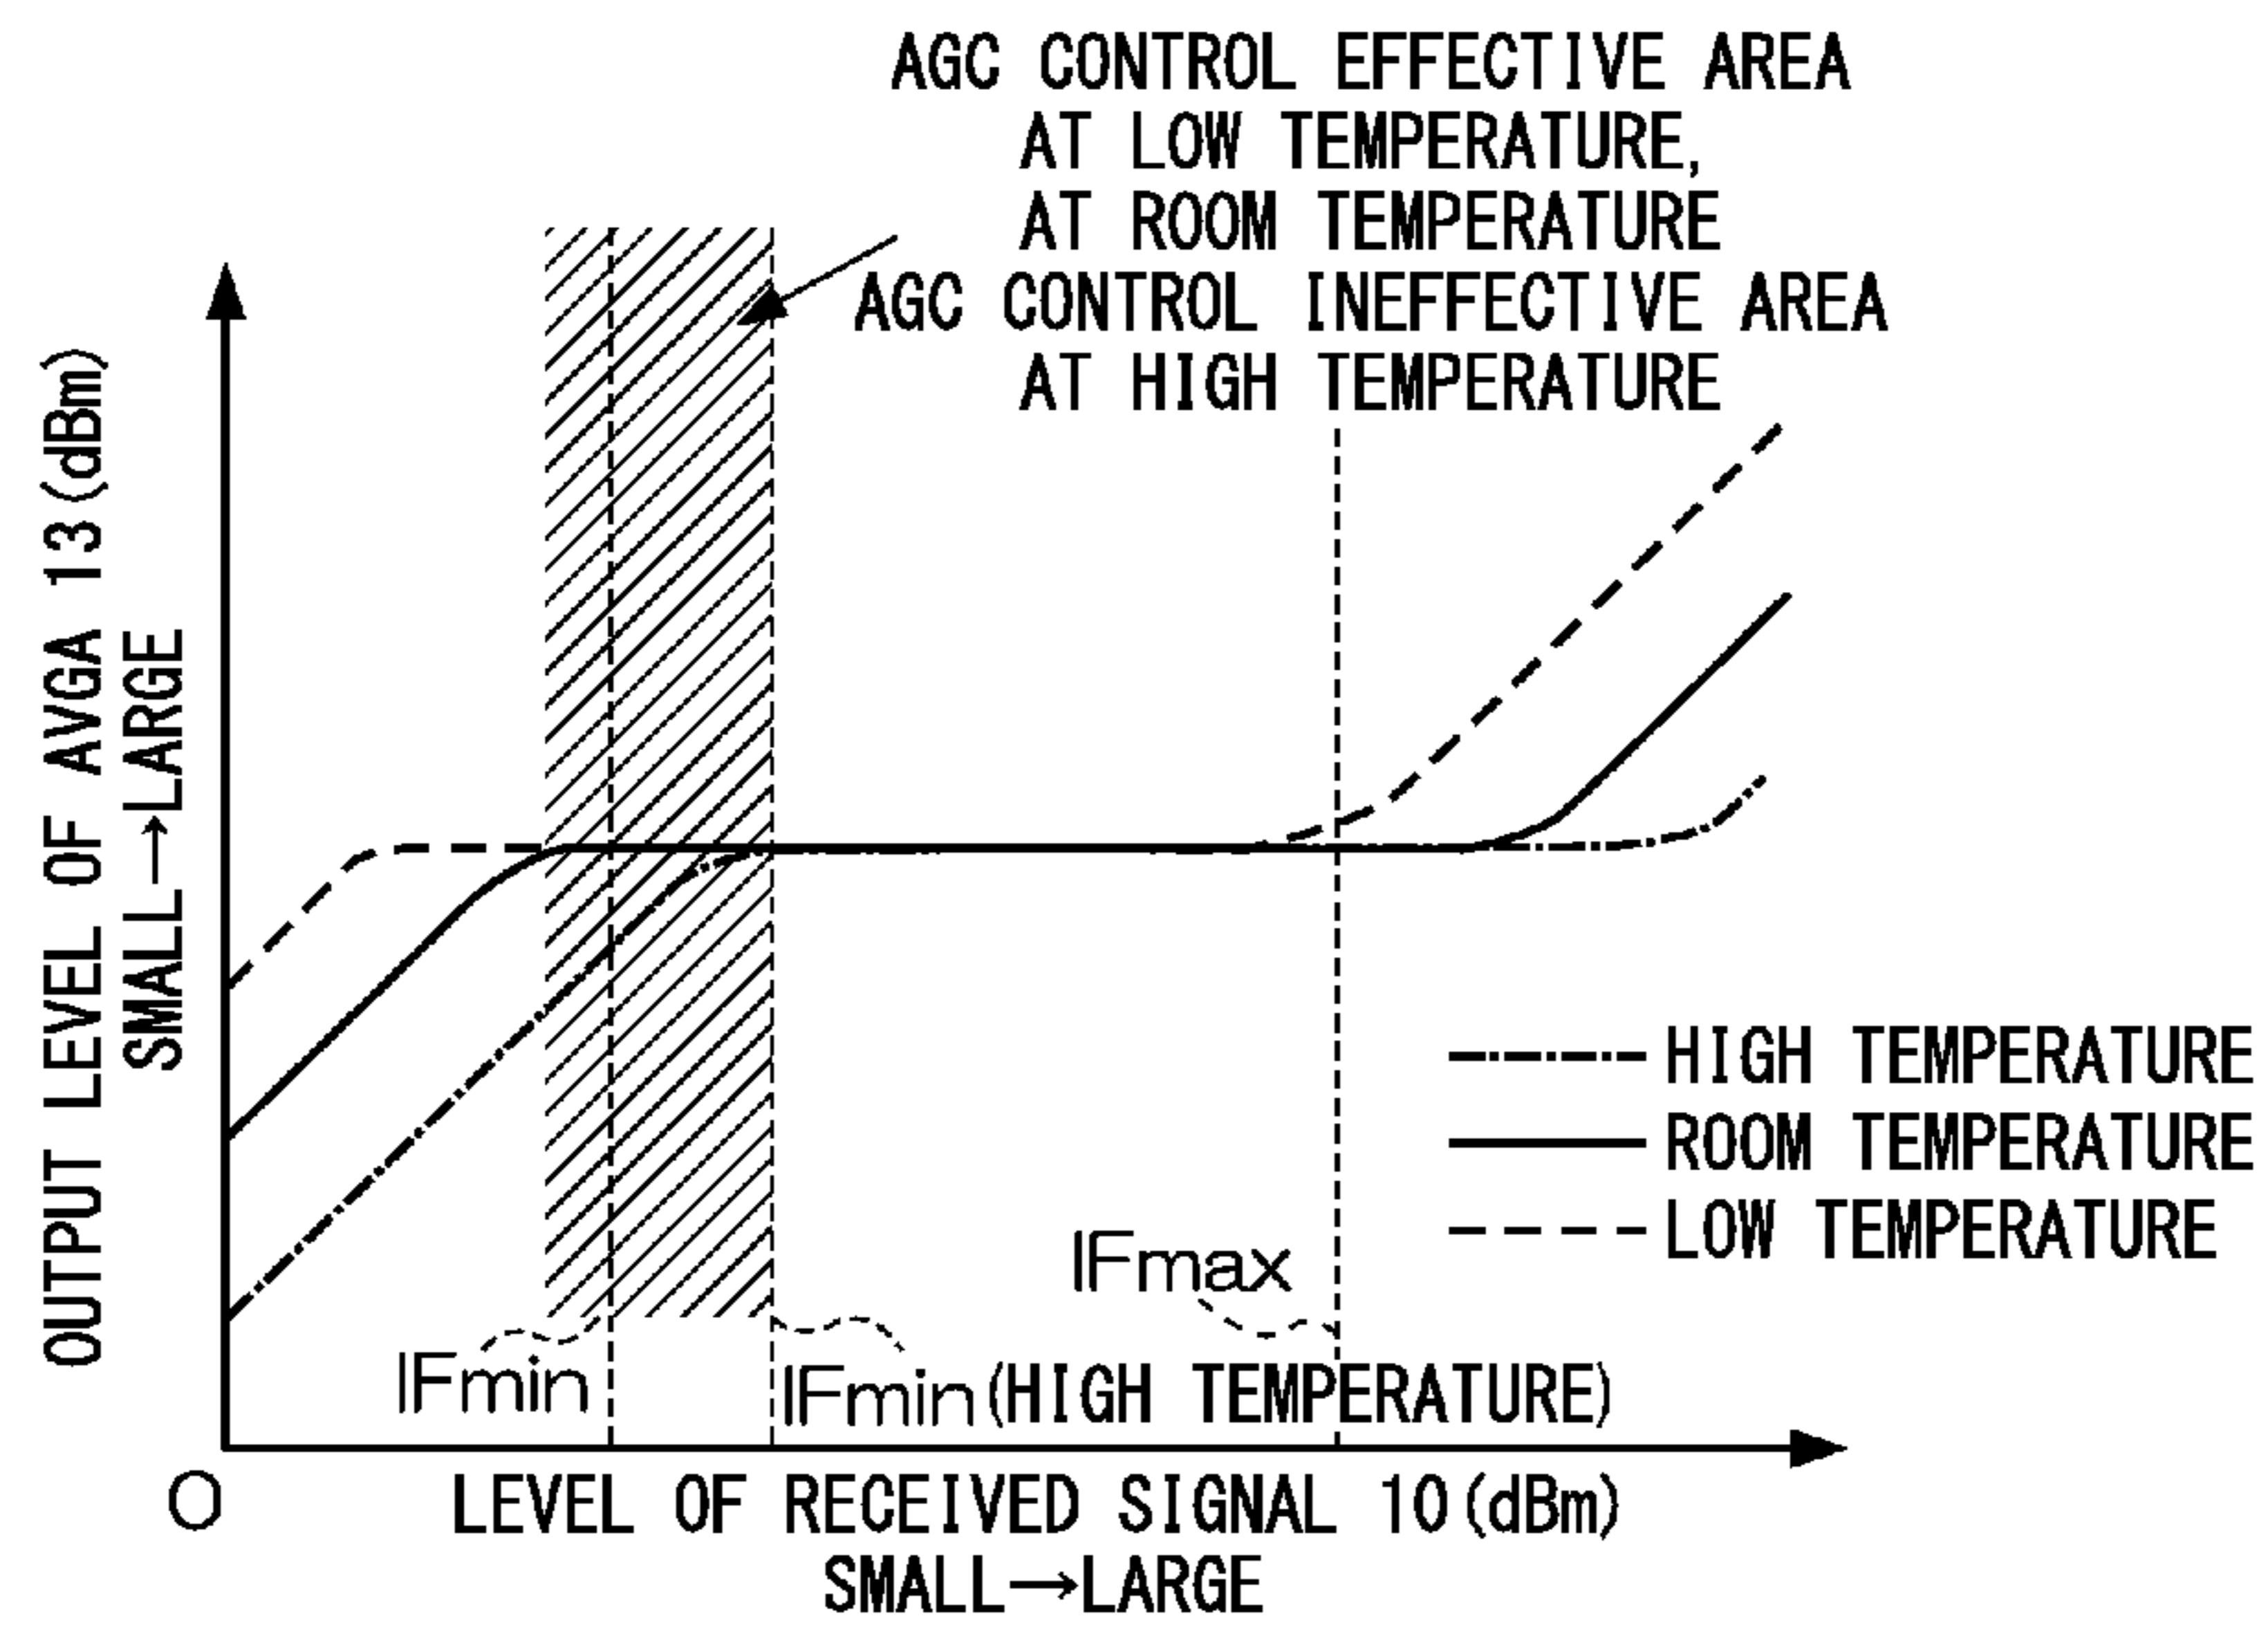 AGC CONTROL EFFECTIVE AREA
AT LOW TEMPERATURE,
AT ROOM TEMPERATURE
AGC CONTROL INEFFECTIVE AREA
AT HIGH TEMPERATURE
OUTPUT LEVEL OF AVGA 13(dBm)
SMALL→LARGE
HIGH TEMPERATURE
ROOM TEMPERATURE
LOW TEMPERATURE
IFmax
IFmin
IFmin(HIGH TEMPERATURE)
O
LEVEL OF RECEIVED SIGNAL 10(dBm)
SMALL→LARGE